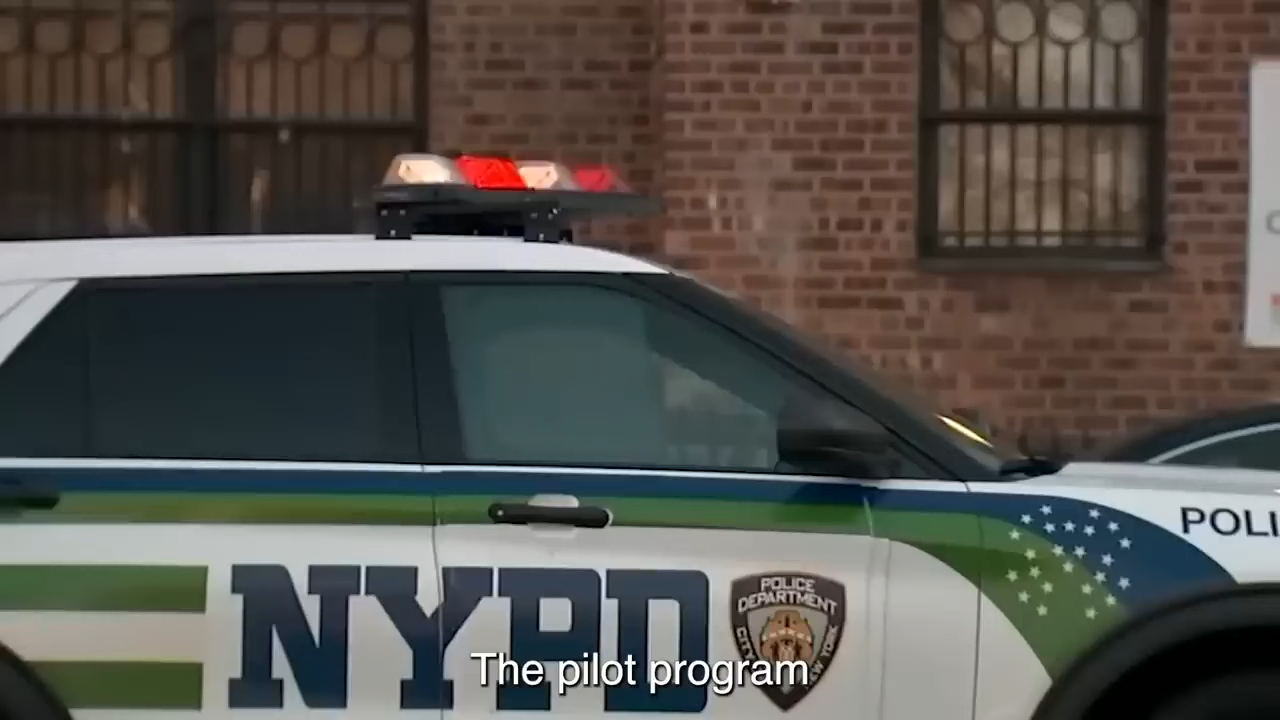 POLI
NYPD
POLICE
DEPARTMENT
CITY OF
NEW YORK
The pilot program